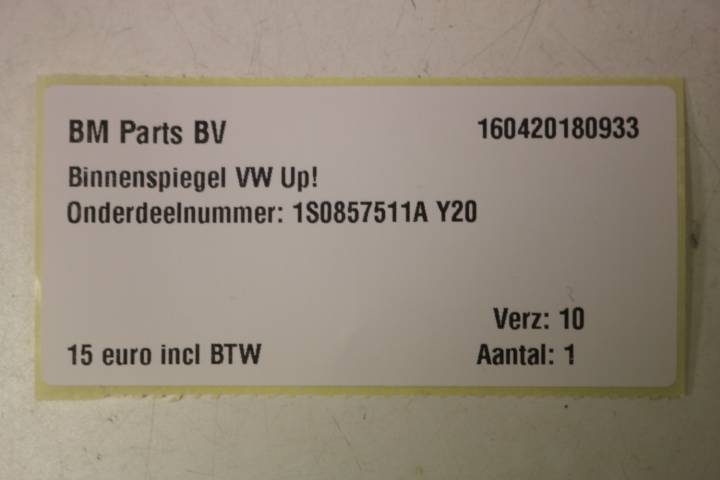 BM Parts BV 160420180933
Binnenspiegel VW Up!
Onderdeelnummer: 1S0857511A Y20
Verz: 10
15 euro incl BTW Aantal: 1